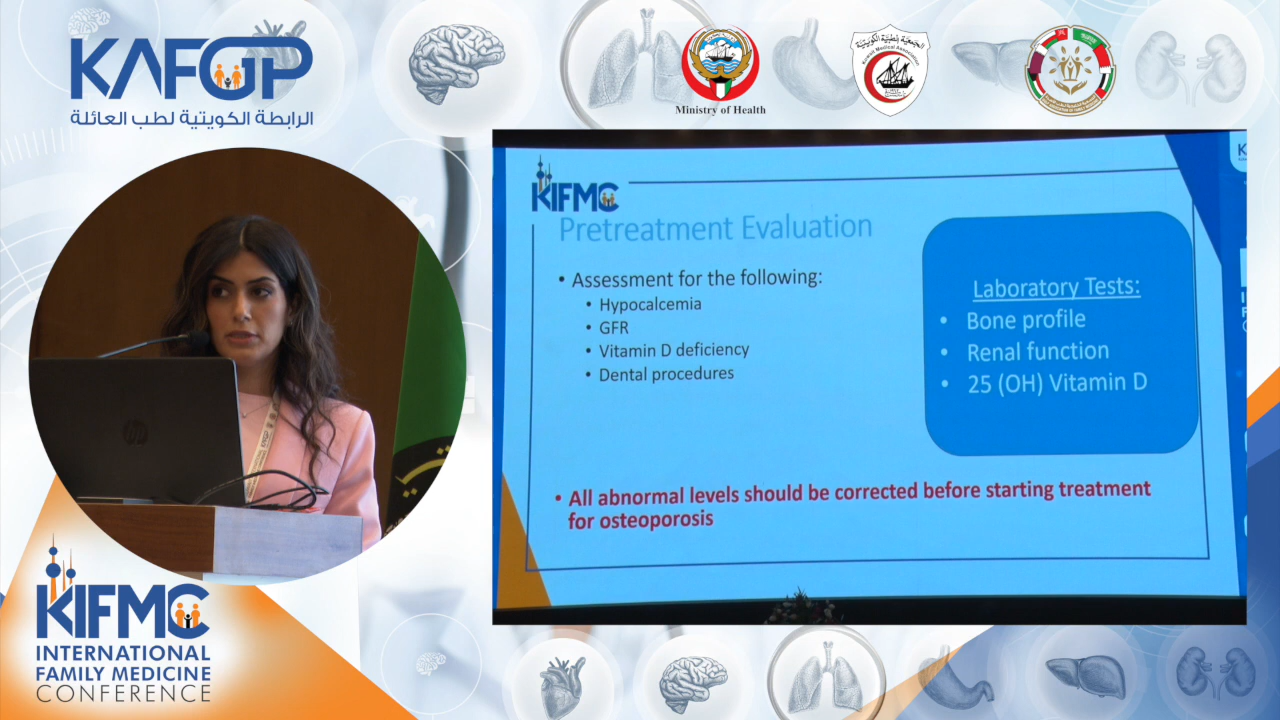 KAFGP
الرابطة الكويتية لطب العائلة
Ministry of Health
KIFMC
Pretreatment Evaluation
• Assessment for the following:
• Hypocalcemia
• GFR
• Vitamin D deficiency
• Dental procedures
Laboratory Tests:
• Bone profile
• Renal function
• 25 (OH) Vitamin D
• All abnormal levels should be corrected before starting treatment
for osteoporosis
hp
KIFMC
INTERNATIONAL
FAMILY MEDICINE
CONFERENCE